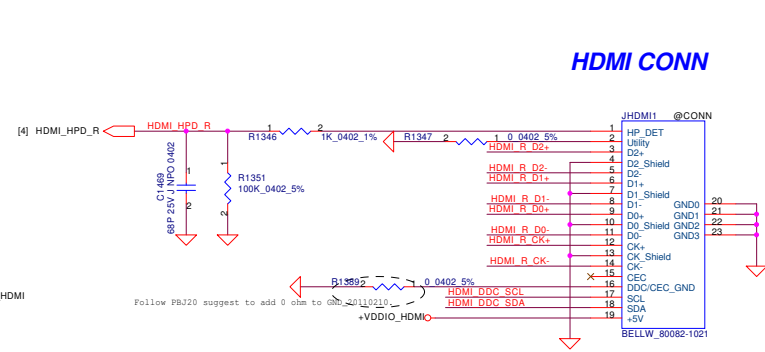 HDMI CONN
JHDMI1 @CONN
[4] HDMI_HPD_R HDMI_HPD_R
1 2
R1346 1K_0402_1%
R1347 2 1 0_0402_5%
1 HP_DET
2 Utility
HDMI_R_D2+ 3 D2+
4 D2_Shield
HDMI_R_D2- 5 D2-
HDMI_R_D1+ 6 D1+
7 D1_Shield
HDMI_R_D1- 8 D1-
HDMI_R_D0+ 9 D0+
10 D0_Shield
HDMI_R_D0- 11 D0-
HDMI_R_CK+ 12 CK+
13 CK_Shield
HDMI_R_CK- 14 CK-
15 CEC
16 DDC/CEC_GND
HDMI_DDC_SCL 17 SCL
HDMI_DDC_SDA 18 SDA
+VDDIO_HDMI 19 +5V
GND0 20
GND1 21
GND2 22
GND3 23
BELLW_80082-1021
C1469
68P 25V J NPO 0402
1
2
1
R1351
100K_0402_5%
2
R1389 2 1 0_0402_5%
HDMI
Follow PBJ20 suggest to add 0 ohm to GND_20110210.